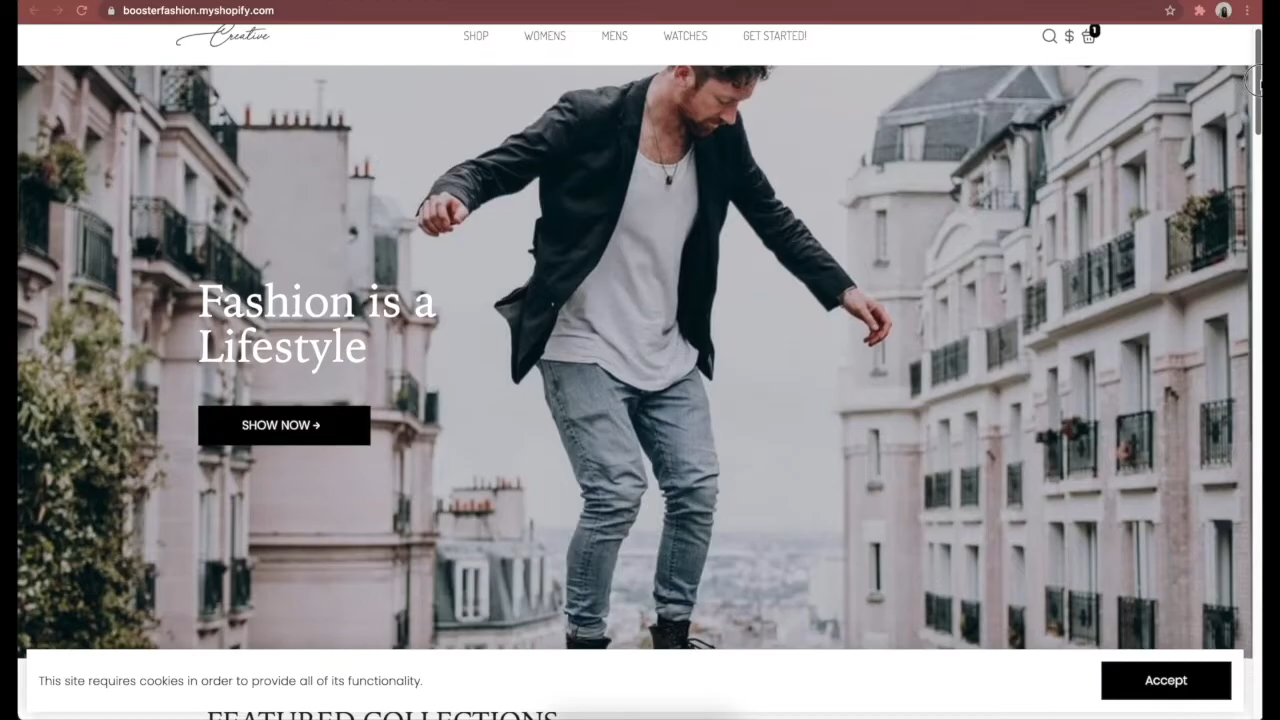 boosterfashion.myshopify.com
Creative
SHOP WOMENS MENS WATCHES GET STARTED!
$ 1
Fashion is a
Lifestyle
SHOW NOW →
This site requires cookies in order to provide all of its functionality.
Accept
FEATURED COLLECTIONS